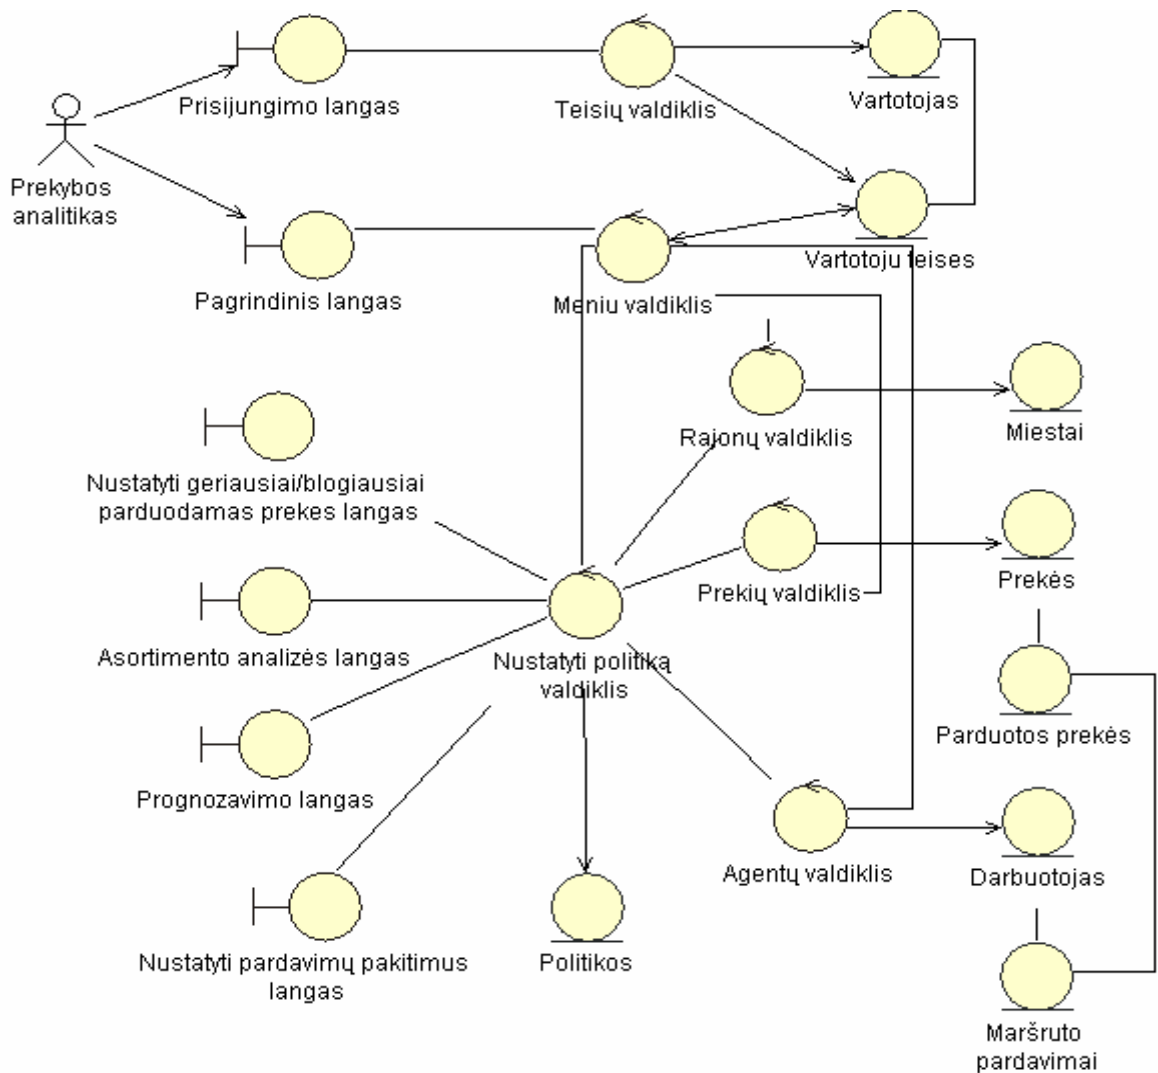 Prisijungimo langas
Teisių valdiklis
Vartotojas
Prekybos
analitikas
Pagrindinis langas
Meniu valdiklis
Vartotoju teises
Rajonų valdiklis
Miestai
Nustatyti geriausiai/blogiausiai
parduodamas prekes langas
Prekių valdiklis
Prekės
Asortimento analizės langas
Nustatyti politiką
valdiklis
Parduotos prekės
Prognozavimo langas
Agentų valdiklis
Darbuotojas
Nustatyti pardavimų pakitimus
langas
Politikos
Maršruto
pardavimai